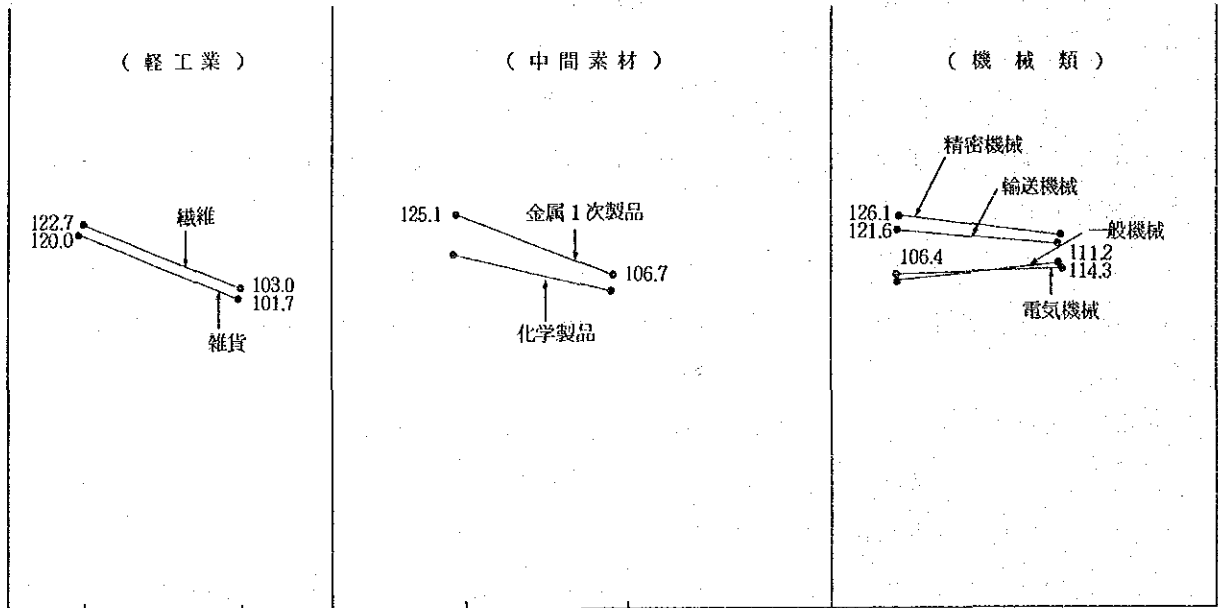 (軽工業)
122.7
120.0
繊維
103.0
101.7
雑貨
(中間素材)
125.1
金属1次製品
106.7
化学製品
(機械類)
精密機械
輸送機械
126.1
121.6
一般機械
106.4
111.2
114.3
電気機械